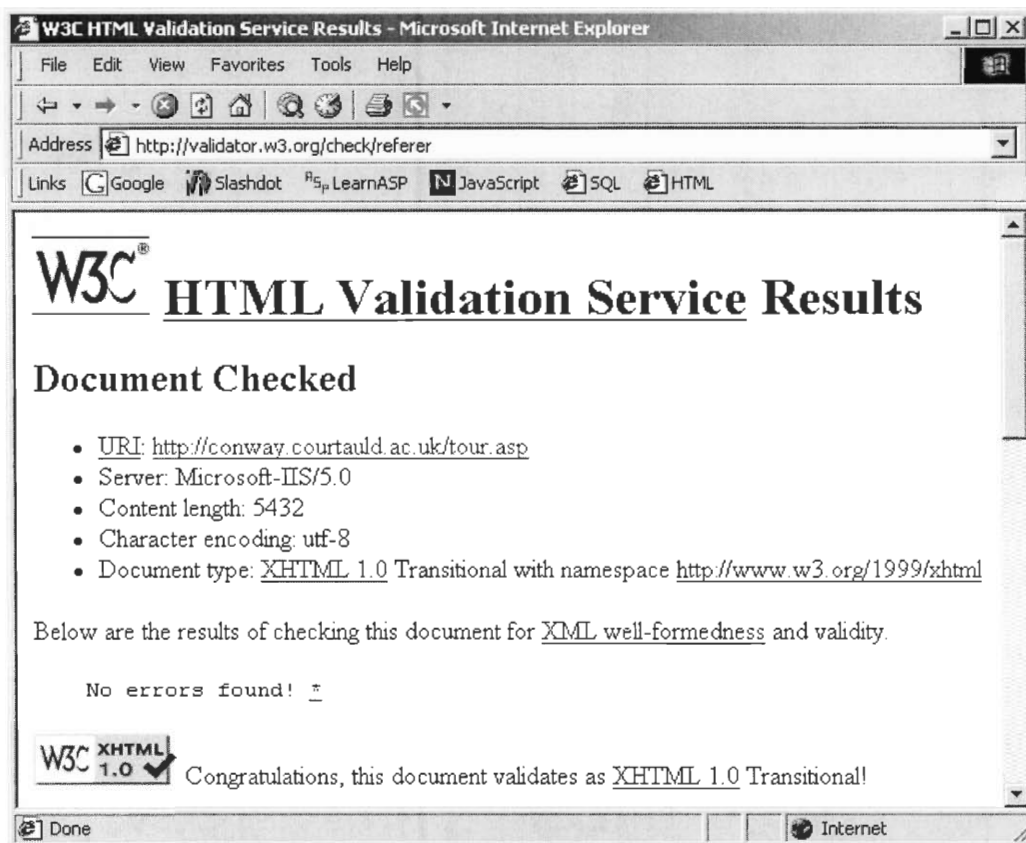 W3C HTML Validation Service Results - Microsoft Internet Explorer
File Edit View Favorites Tools Help
Address http://validator.w3.org/check/referer
Links Google Slashdot LearnASP JavaScript SQL HTML
W3C® HTML Validation Service Results
Document Checked
• URI: http://conway.courtauld.ac.uk/tour.asp
• Server: Microsoft-IIS/5.0
• Content length: 5432
• Character encoding: utf-8
• Document type: XHTML 1.0 Transitional with namespace http://www.w3.org/1999/xhtml
Below are the results of checking this document for XML well-formedness and validity.
No errors found! *
W3C XHTML 1.0 Congratulations, this document validates as XHTML 1.0 Transitional!
Done Internet